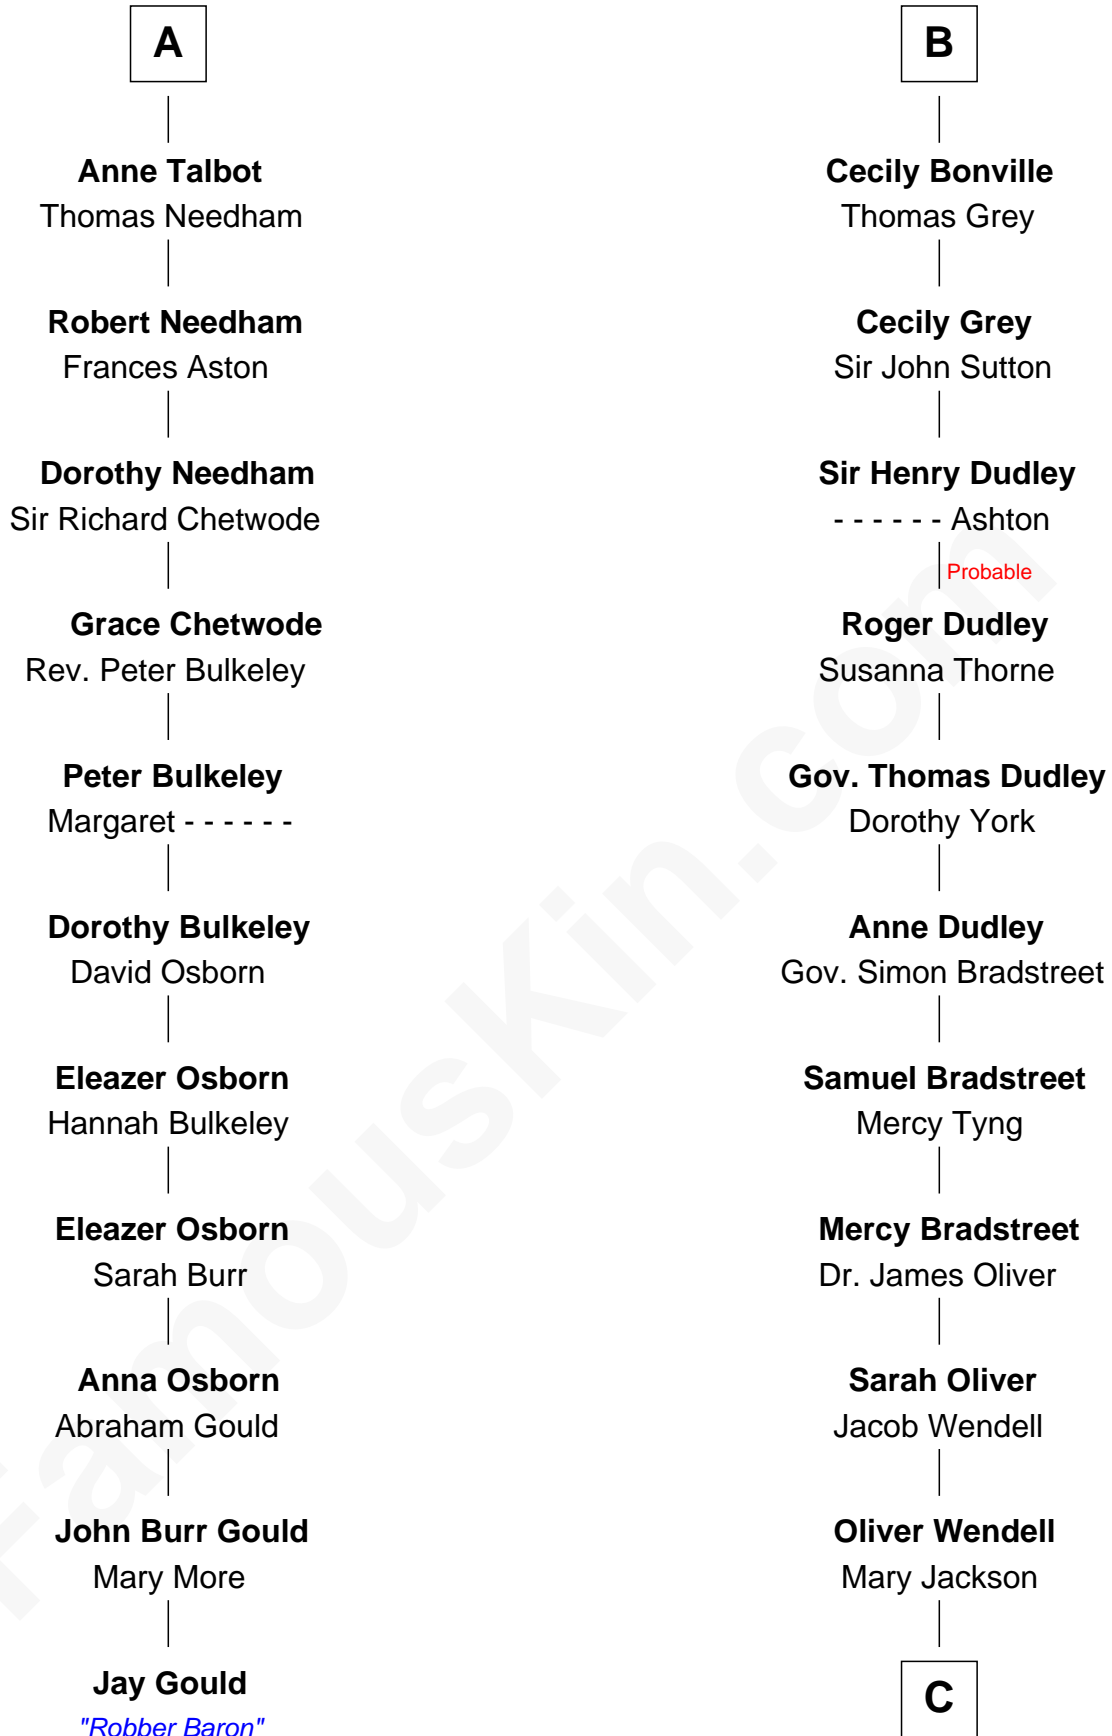 A
Anne Talbot
Thomas Needham
Robert Needham
Frances Aston
Dorothy Needham
Sir Richard Chetwode
Grace Chetwode
Rev. Peter Bulkeley
Peter Bulkeley
Margaret - - - - - -
Dorothy Bulkeley
David Osborn
Eleazer Osborn
Hannah Bulkeley
Eleazer Osborn
Sarah Burr
Anna Osborn
Abraham Gould
John Burr Gould
Mary More
Jay Gould
"Robber Baron"
B
Cecily Bonville
Thomas Grey
Cecily Grey
Sir John Sutton
Sir Henry Dudley
- - - - - - Ashton
Probable
Roger Dudley
Susanna Thorne
Gov. Thomas Dudley
Dorothy York
Anne Dudley
Gov. Simon Bradstreet
Samuel Bradstreet
Mercy Tyng
Mercy Bradstreet
Dr. James Oliver
Sarah Oliver
Jacob Wendell
Oliver Wendell
Mary Jackson
C
FamousKin.com